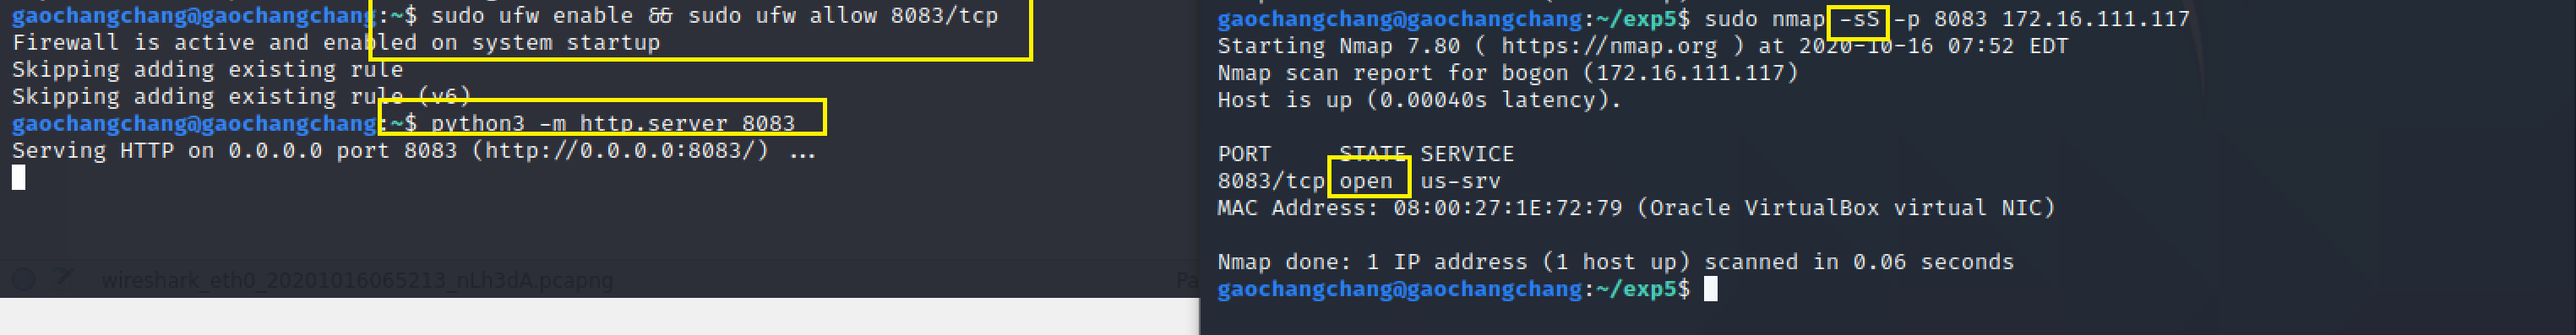 gaochangchang@gaochangchang:~$ sudo ufw enable && sudo ufw allow 8083/tcp
Firewall is active and enabled on system startup
Skipping adding existing rule
Skipping adding existing rule (v6)
gaochangchang@gaochangchang:~$ python3 -m http.server 8083
Serving HTTP on 0.0.0.0 port 8083 (http://0.0.0.0:8083/) ...
wireshark_eth0_20201016065213_nLh3dA.pcapng
Pa
gaochangchang@gaochangchang:~/exp5$ sudo nmap -sS -p 8083 172.16.111.117
Starting Nmap 7.80 ( https://nmap.org ) at 2020-10-16 07:52 EDT
Nmap scan report for bogon (172.16.111.117)
Host is up (0.00040s latency).
PORT     STATE SERVICE
8083/tcp open  us-srv
MAC Address: 08:00:27:1E:72:79 (Oracle VirtualBox virtual NIC)
Nmap done: 1 IP address (1 host up) scanned in 0.06 seconds
gaochangchang@gaochangchang:~/exp5$